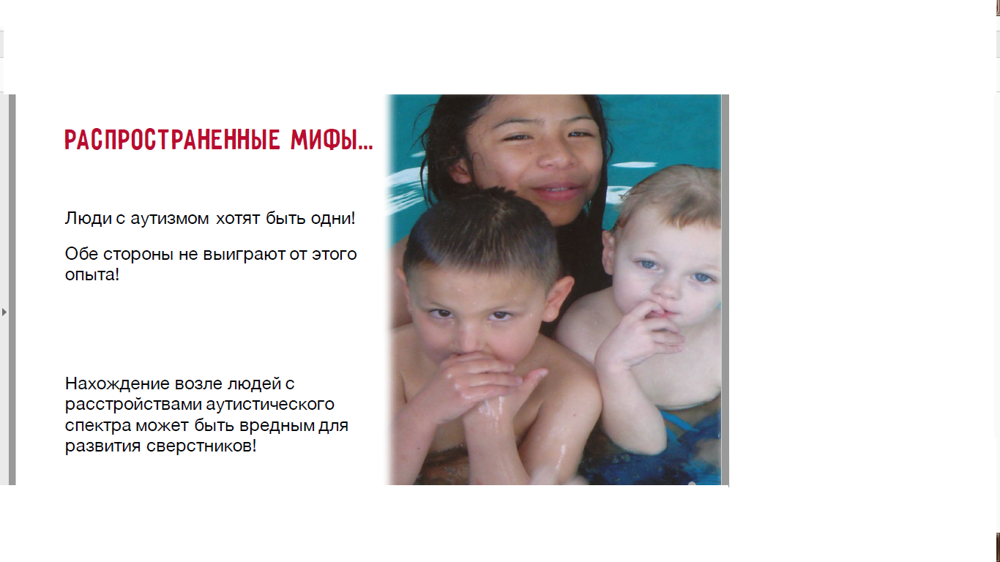 РАСПРОСТРАНЕННЫЕ МИФЫ...
Люди с аутизмом хотят быть одни!
Обе стороны не выиграют от этого
опыта!
Нахождение возле людей с
расстройствами аутистического
спектра может быть вредным для
развития сверстников!